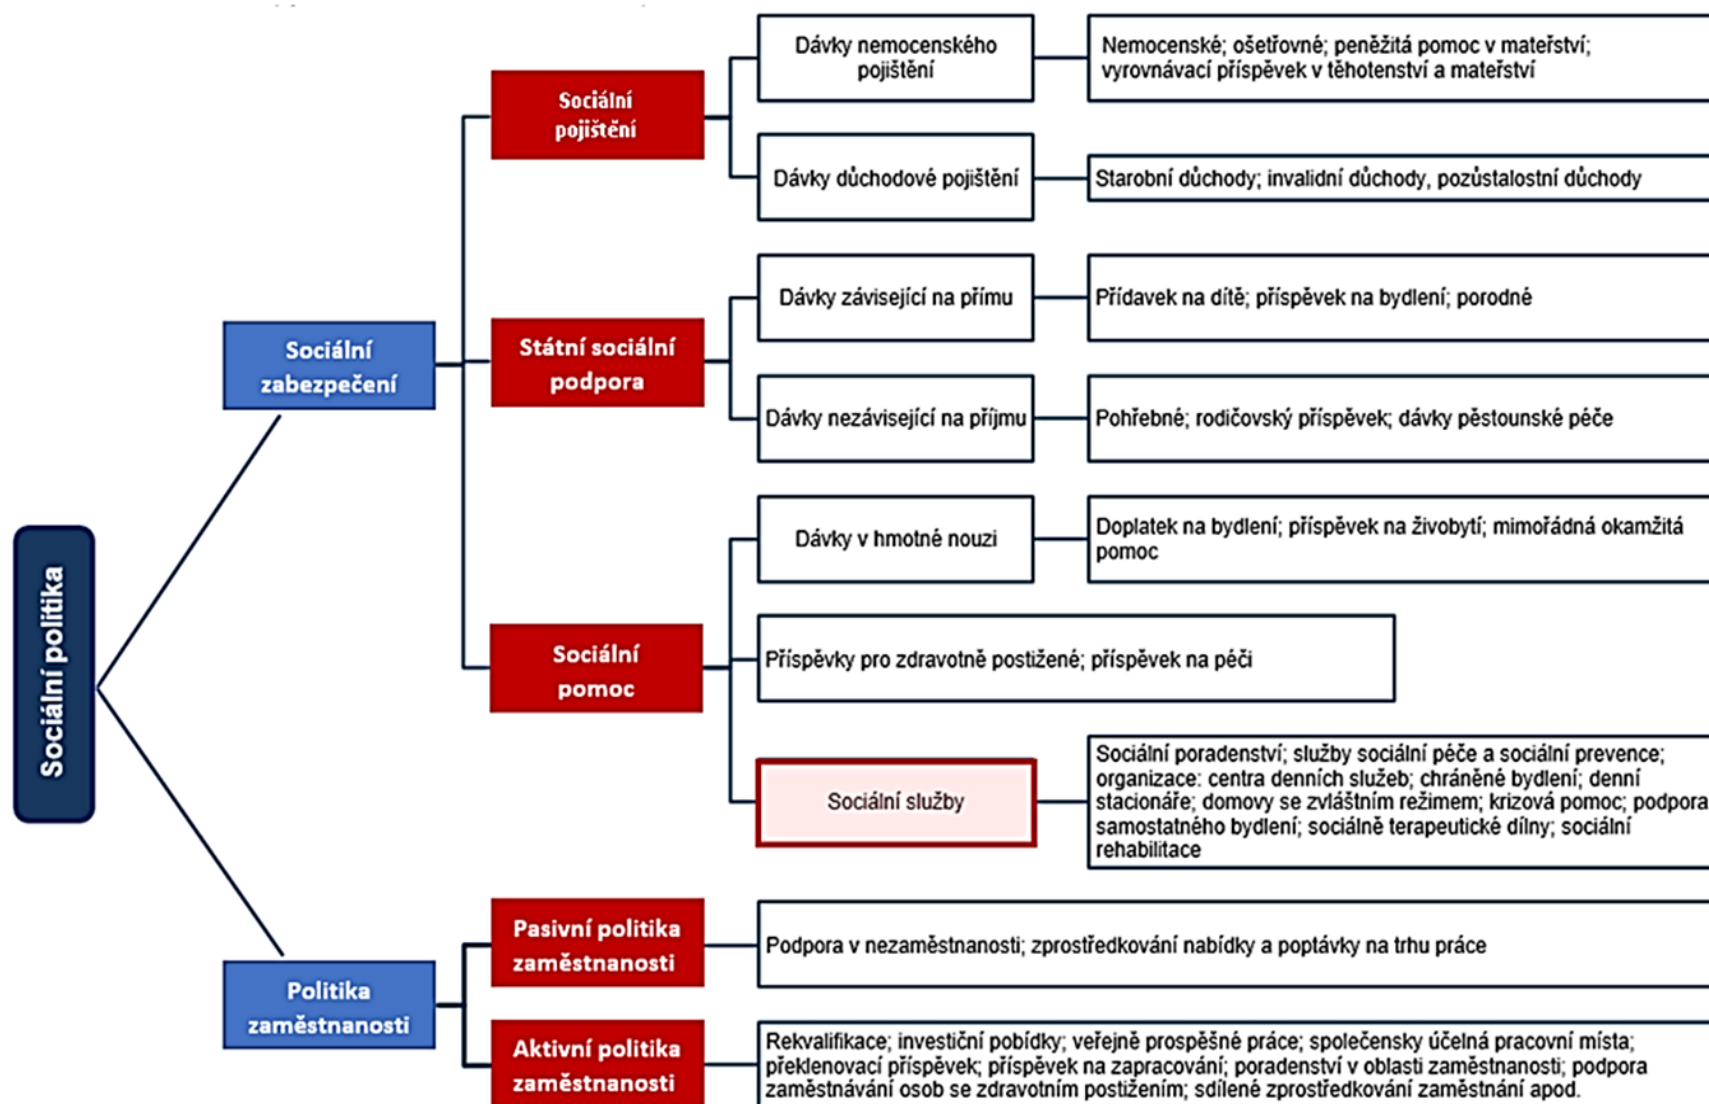 Sociální politika
Sociální
zabezpečení
Sociální
pojištění
Dávky nemocenského
pojištění
Nemocenské; ošetřovné; peněžitá pomoc v mateřství;
vyrovnávací příspěvek v těhotenství a mateřství
Dávky důchodové pojištění
Starobní důchody; invalidní důchody, pozůstalostní důchody
Státní sociální
podpora
Dávky závisející na přímu
Přídavek na dítě; příspěvek na bydlení; porodné
Dávky nezávisející na příjmu
Pohřebné; rodičovský příspěvek; dávky pěstounské péče
Sociální
pomoc
Dávky v hmotné nouzi
Doplatek na bydlení; příspěvek na živobytí; mimořádná okamžitá
pomoc
Příspěvky pro zdravotně postižené; příspěvek na péči
Sociální služby
Sociální poradenství; služby sociální péče a sociální prevence;
organizace: centra denních služeb; chráněné bydlení; denní
stacionáře; domovy se zvláštním režimem; krizová pomoc; podpora
samostatného bydlení; sociálně terapeutické dílny; sociální
rehabilitace
Politika
zaměstnanosti
Pasivní politika
zaměstnanosti
Podpora v nezaměstnanosti; zprostředkování nabídky a poptávky na trhu práce
Aktivní politika
zaměstnanosti
Rekvalifikace; investiční pobídky; veřejně prospěšné práce; společensky účelná pracovní místa;
překlenovací příspěvek; příspěvek na zapracování; poradenství v oblasti zaměstnanosti; podpora
zaměstnávání osob se zdravotním postižením; sdílené zprostředkování zaměstnání apod.